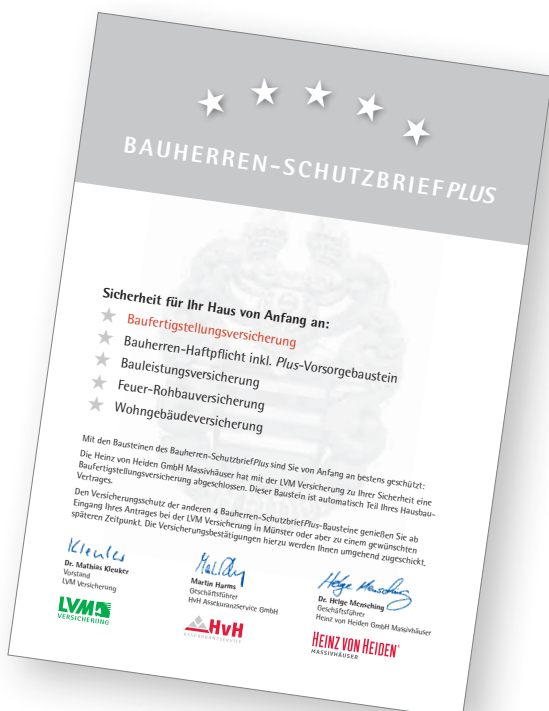 BAUHERREN-SCHUTZBRIEFPLUS
Sicherheit für Ihr Haus von Anfang an:
Baufertigstellungsversicherung
Bauherren-Haftpflicht inkl. Plus-Vorsorgebaustein
Bauleistungsversicherung
Feuer-Rohbauversicherung
Wohngebäudeversicherung
Mit den Bausteinen des Bauherren-SchutzbriefPlus sind Sie von Anfang an bestens geschützt:
Die Heinz von Heiden GmbH Massivhäuser hat mit der LVM Versicherung zu Ihrer Sicherheit eine
Baufertigstellungsversicherung abgeschlossen. Dieser Baustein ist automatisch Teil Ihres Hausbau-
Vertrages.
Den Versicherungsschutz der anderen 4 Bauherren-SchutzbriefPlus-Bausteine genießen Sie ab
Eingang Ihres Antrages bei der LVM Versicherung in Münster oder aber zu einem gewünschten
späteren Zeitpunkt. Die Versicherungsbestätigungen hierzu werden Ihnen umgehend zugeschickt.
Kleuker
Dr. Mathias Kleuker
Vorstand
LVM Versicherung
LVM
VERSICHERUNG
Martin Harms
Geschäftsführer
HvH AssekuranzService GmbH
HvH
ASSEKURANZSERVICE
Helge Mensching
Dr. Helge Mensching
Geschäftsführer
Heinz von Heiden GmbH Massivhäuser
HEINZ VON HEIDEN
MASSIVHÄUSER